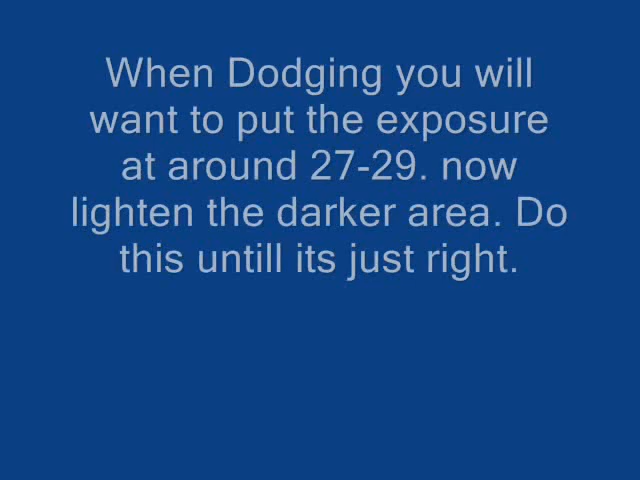 When Dodging you will
want to put the exposure
at around 27-29. now
lighten the darker area. Do
this untill its just right.